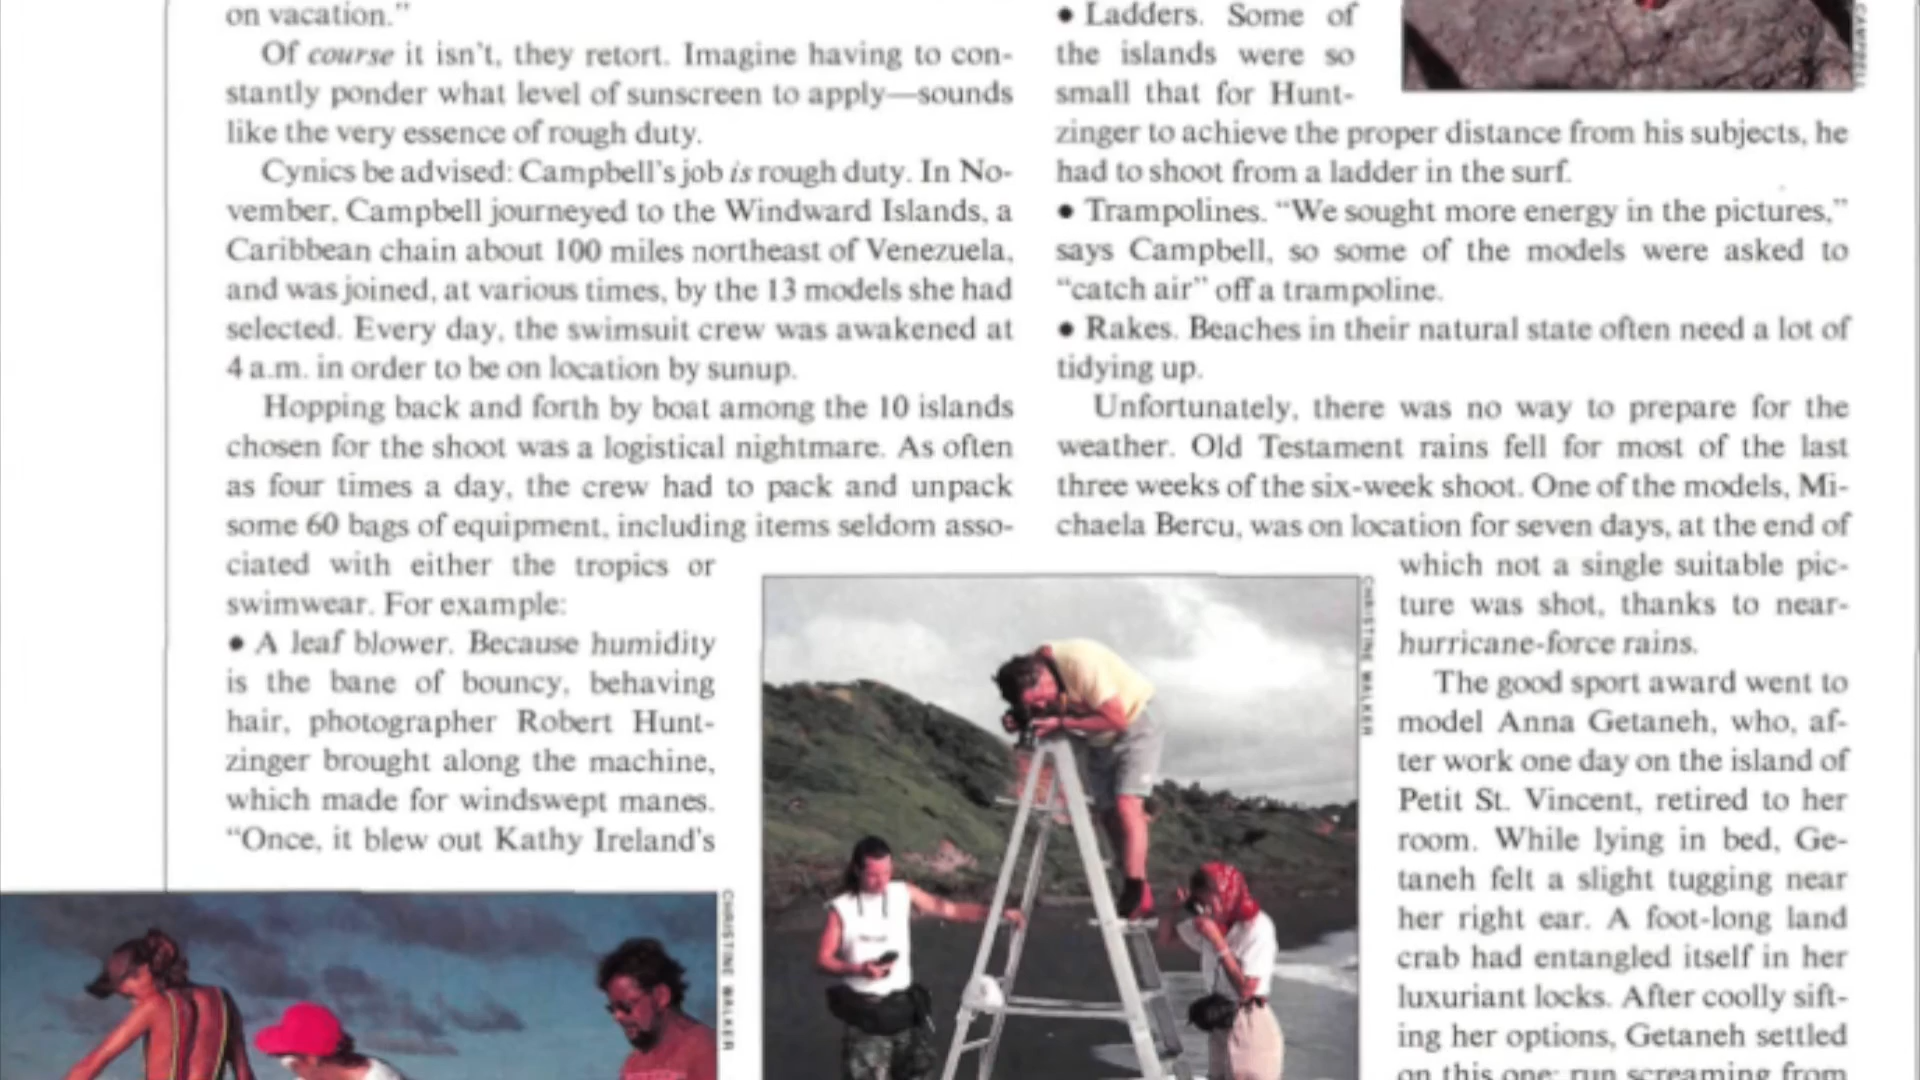 on vacation."
Of course it isn't, they retort. Imagine having to con-
stantly ponder what level of sunscreen to apply—sounds
like the very essence of rough duty.
Cynics be advised: Campbell's job is rough duty. In No-
vember, Campbell journeyed to the Windward Islands, a
Caribbean chain about 100 miles northeast of Venezuela,
and was joined, at various times, by the 13 models she had
selected. Every day, the swimsuit crew was awakened at
4 a.m. in order to be on location by sunup.
Hopping back and forth by boat among the 10 islands
chosen for the shoot was a logistical nightmare. As often
as four times a day, the crew had to pack and unpack
some 60 bags of equipment, including items seldom asso-
ciated with either the tropics or
swimwear. For example:
• A leaf blower. Because humidity
is the bane of bouncy, behaving
hair, photographer Robert Hunt-
zinger brought along the machine,
which made for windswept manes.
"Once, it blew out Kathy Ireland's
CHRISTINE WALKER
• Ladders. Some of
the islands were so
small that for Hunt-
zinger to achieve the proper distance from his subjects, he
had to shoot from a ladder in the surf.
• Trampolines. "We sought more energy in the pictures,"
says Campbell, so some of the models were asked to
"catch air" off a trampoline.
• Rakes. Beaches in their natural state often need a lot of
tidying up.
Unfortunately, there was no way to prepare for the
weather. Old Testament rains fell for most of the last
three weeks of the six-week shoot. One of the models, Mi-
chaela Bercu, was on location for seven days, at the end of
which not a single suitable pic-
ture was shot, thanks to near-
hurricane-force rains.
The good sport award went to
model Anna Getaneh, who, af-
ter work one day on the island of
Petit St. Vincent, retired to her
room. While lying in bed, Ge-
taneh felt a slight tugging near
her right ear. A foot-long land
crab had entangled itself in her
luxuriant locks. After coolly sift-
ing her options, Getaneh settled
on this one: run screaming from
CHRISTINE WALKER
CAMPBELL